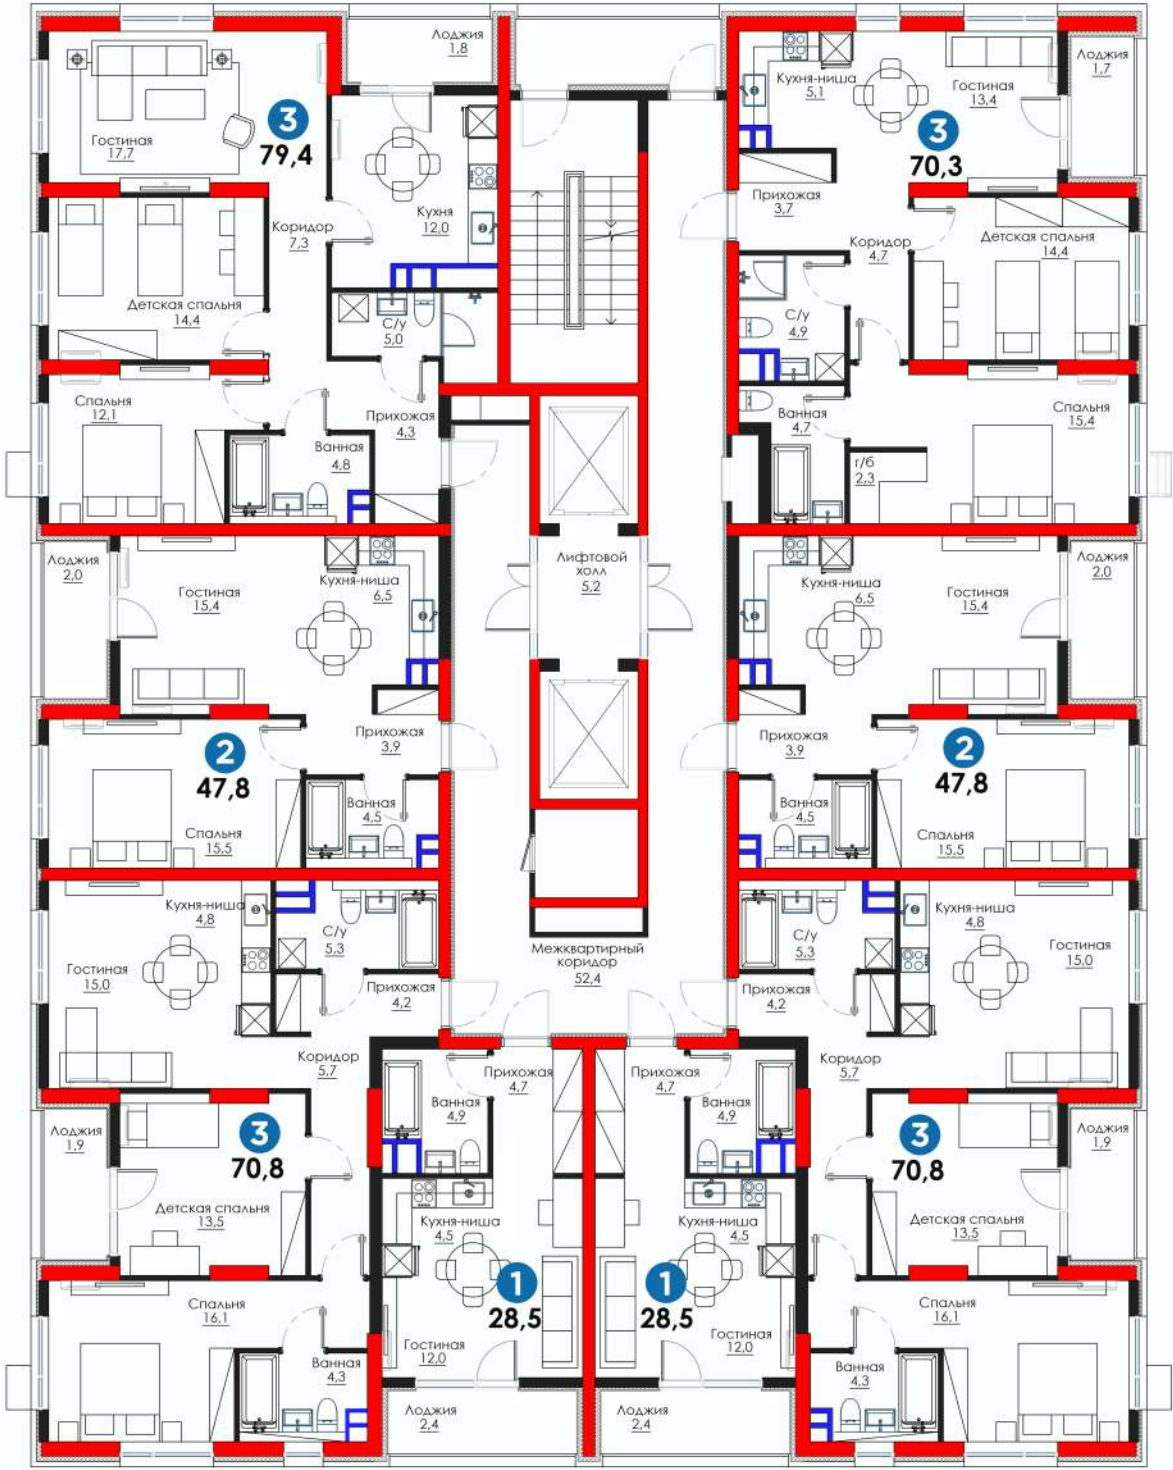 Лоджия
1,8
Гостиная
17,7
3
79,4
Кухня
12,0
Коридор
7,3
Детская спальня
14,4
С/у
5,0
Спальня
12,1
Прихожая
4,3
Ванная
4,8
Кухня-ниша
5,1
Гостиная
13,4
Лоджия
1,7
3
70,3
Прихожая
3,7
Коридор
4,7
Детская спальня
14,4
С/у
4,9
Ванная
4,7
Спальня
15,4
г/б
2,3
Лоджия
2,0
Гостиная
15,4
Кухня-ниша
6,5
Лифтовой
холл
5,2
Кухня-ниша
6,5
Гостиная
15,4
Лоджия
2,0
2
47,8
Прихожая
3,9
Ванная
4,5
Спальня
15,5
Прихожая
3,9
2
47,8
Ванная
4,5
Спальня
15,5
Кухня-ниша
4,8
С/у
5,3
Гостиная
15,0
Прихожая
4,2
Коридор
5,7
Межквартирный
коридор
52,4
С/у
5,3
Кухня-ниша
4,8
Гостиная
15,0
Прихожая
4,2
Коридор
5,7
Лоджия
1,9
3
70,8
Детская спальня
13,5
Спальня
16,1
Ванная
4,3
Прихожая
4,7
Ванная
4,9
Кухня-ниша
4,5
1
28,5
Гостиная
12,0
Лоджия
2,4
Прихожая
4,7
Ванная
4,9
Кухня-ниша
4,5
1
28,5
Гостиная
12,0
Лоджия
2,4
3
70,8
Лоджия
1,9
Детская спальня
13,5
Спальня
16,1
Ванная
4,3